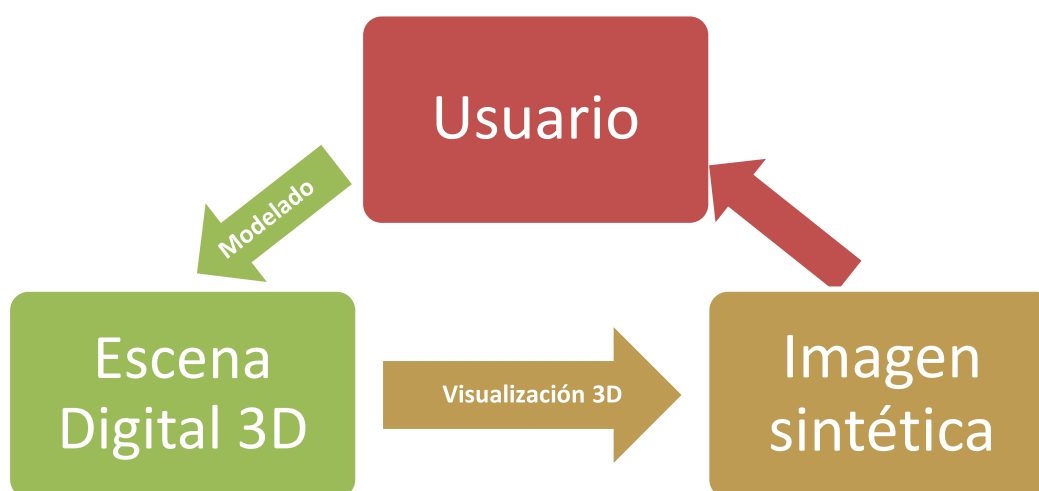 Usuario
Modelado
Escena
Digital 3D
Visualización 3D
Imagen
sintética